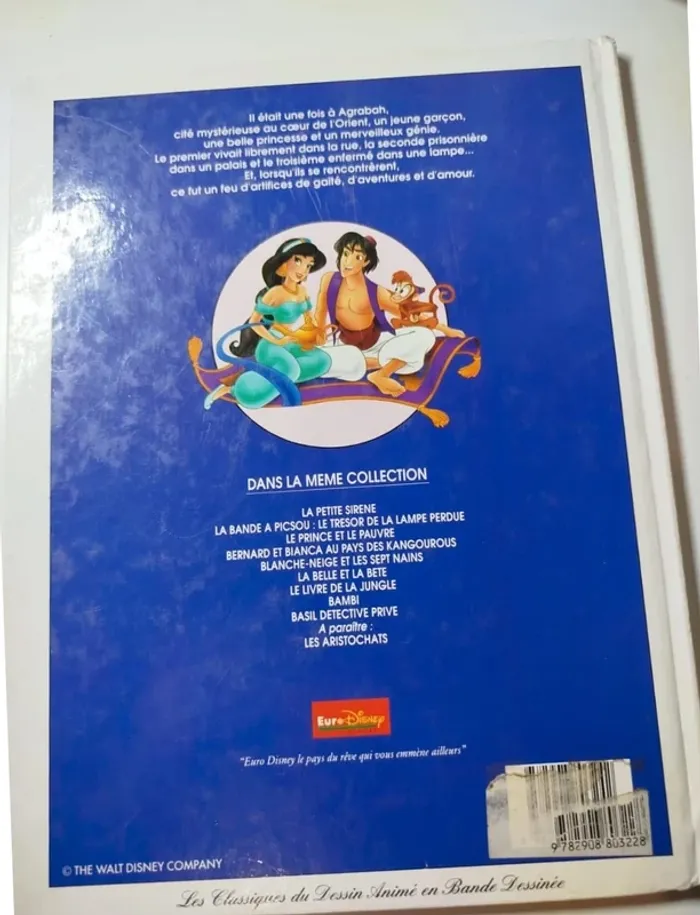 Il était une fois à Agrabah,
cité mystérieuse au cœur de l'Orient, un jeune garçon,
une belle princesse et un merveilleux génie.
Le premier vivait librement dans la rue, la seconde prisonnière
dans un palais et le troisième enfermé dans une lampe...
Et, lorsqu'ils se rencontrèrent,
ce fut un feu d'artifices de gaîté, d'aventures et d'amour.
DANS LA MEME COLLECTION
LA PETITE SIRENE
LA BANDE A PICSOU : LE TRESOR DE LA LAMPE PERDUE
LE PRINCE ET LE PAUVRE
BERNARD ET BIANCA AU PAYS DES KANGOUROUS
BLANCHE-NEIGE ET LES SEPT NAINS
LA BELLE ET LA BETE
LE LIVRE DE LA JUNGLE
BAMBI
BASIL DETECTIVE PRIVE
A paraître :
LES ARISTOCHATS
Euro Disney
"Euro Disney le pays du rêve qui vous emmène ailleurs"
9 782908 803228
© THE WALT DISNEY COMPANY
Les Classiques du Dessin Animé en Bande Dessinée